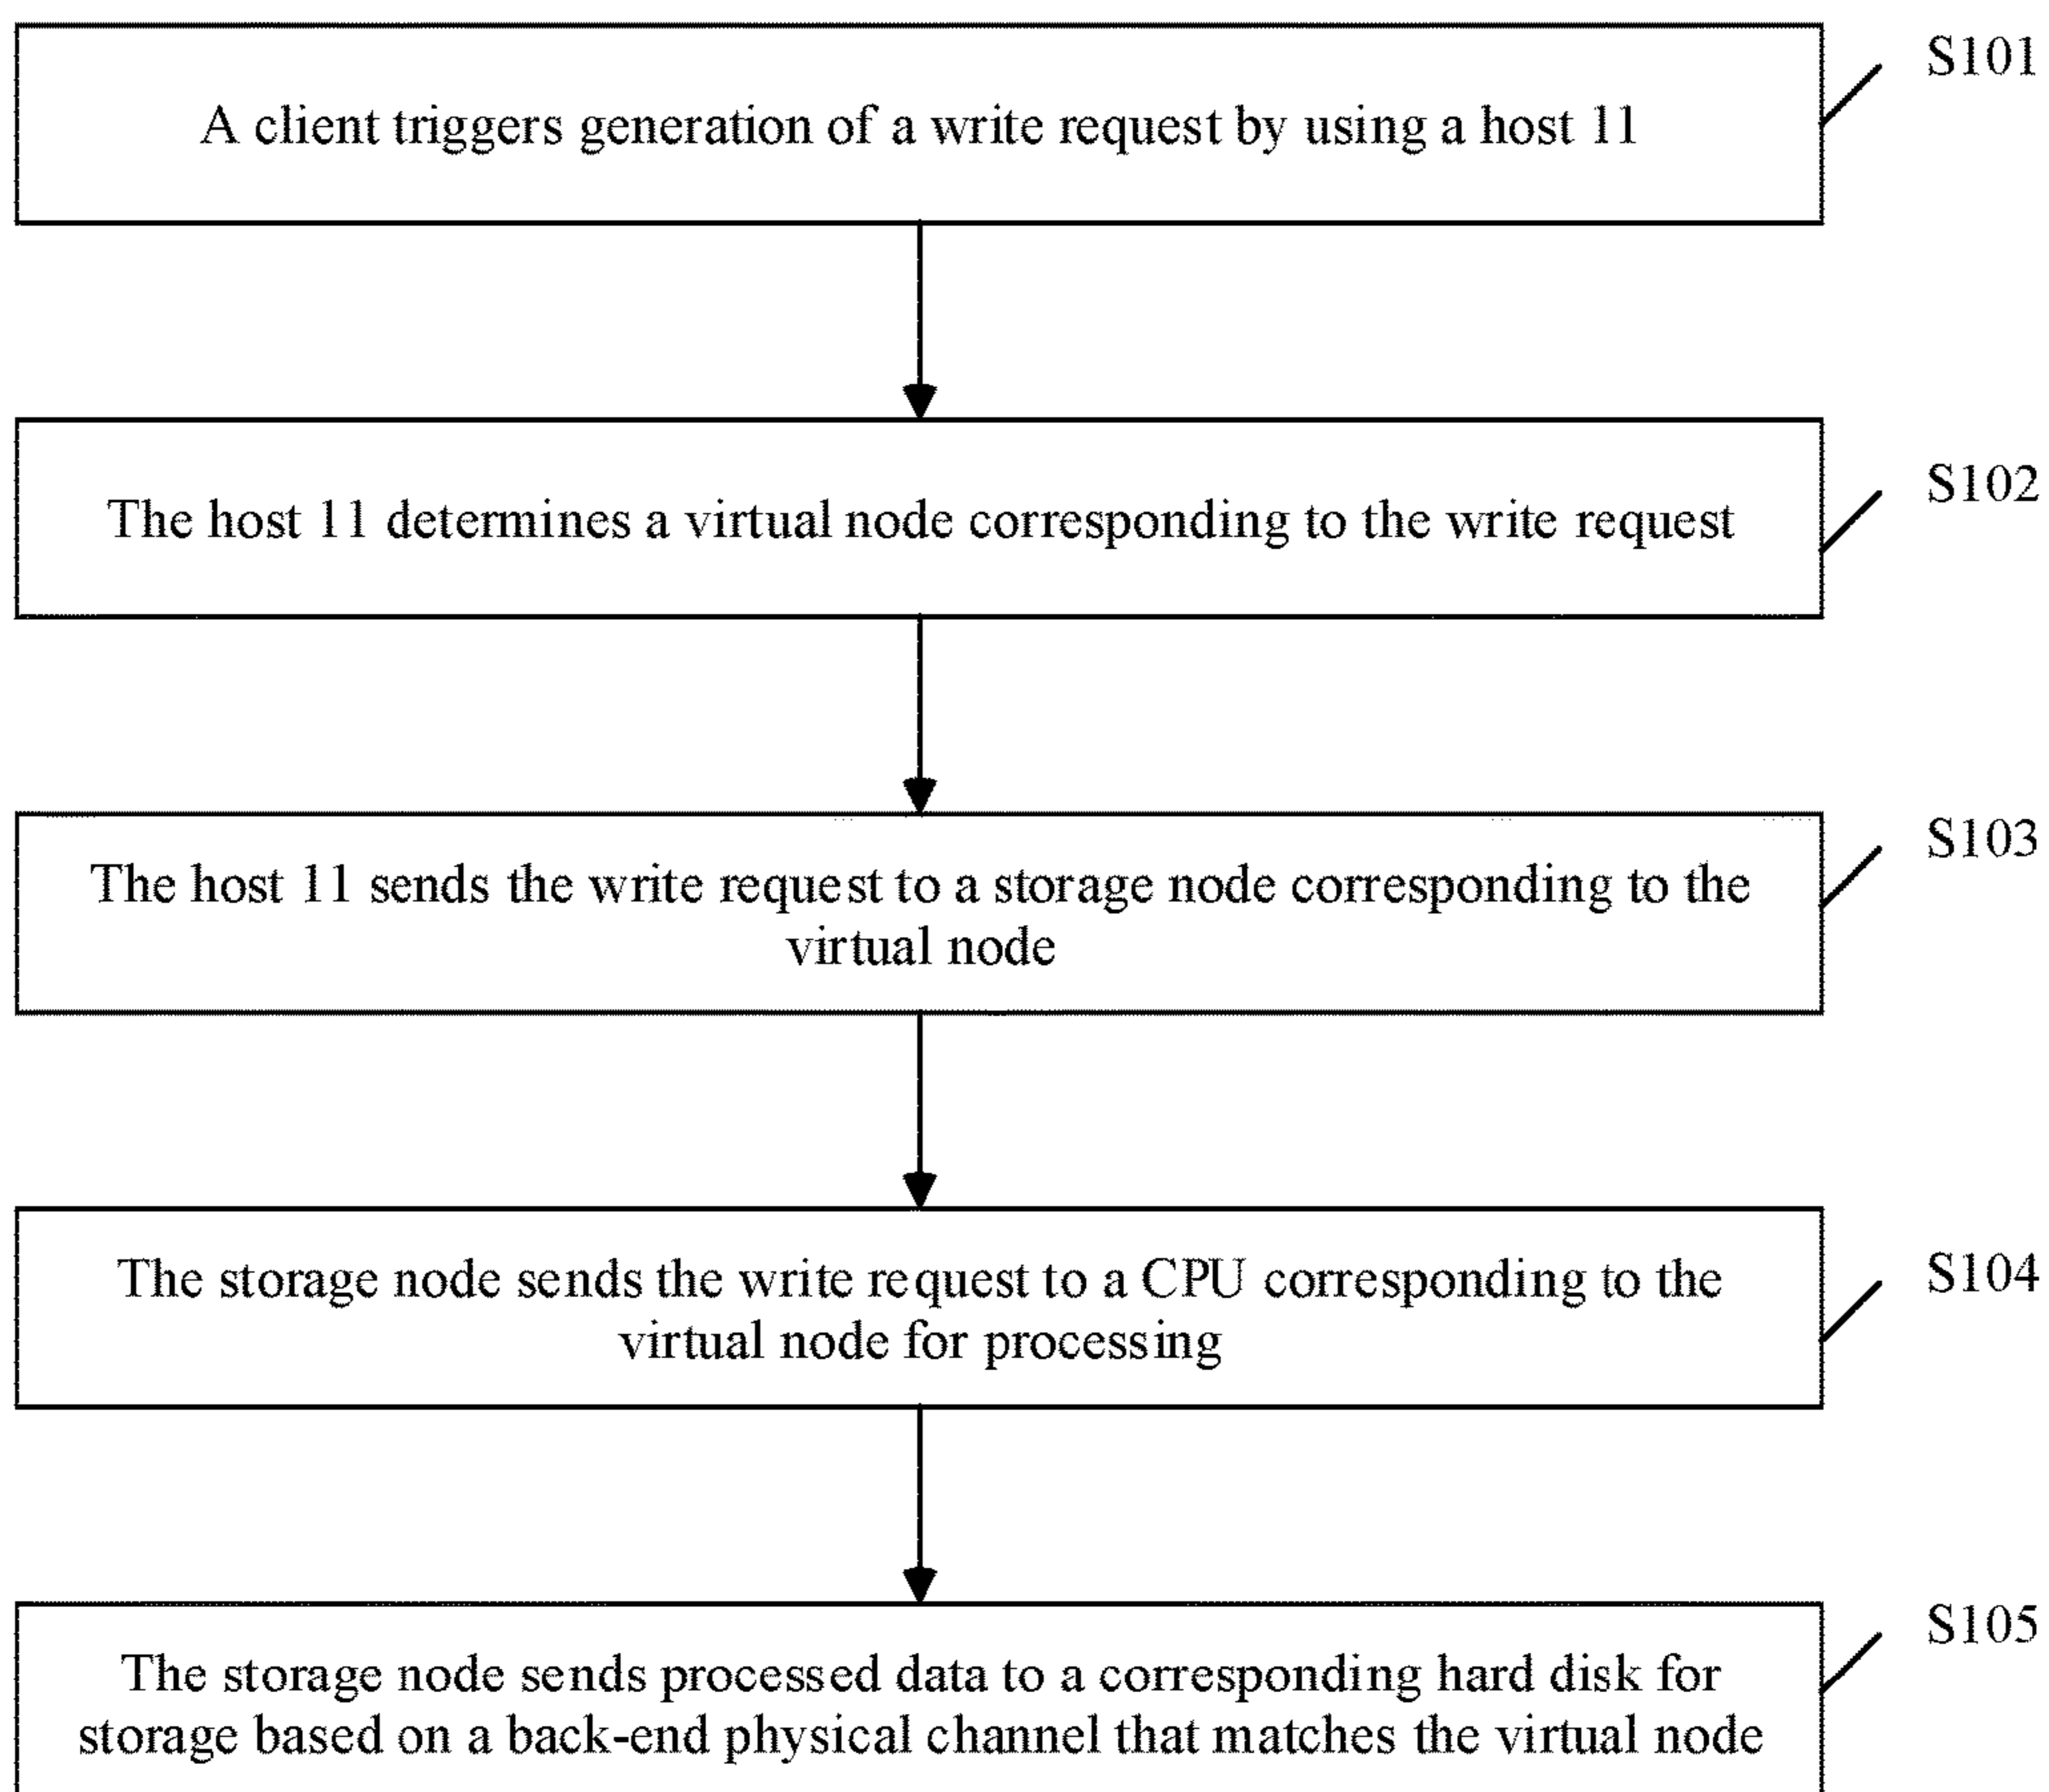 S101
A client triggers generation of a write request by using a host 11
S102
The host 11 determines a virtual node corresponding to the write request
S103
The host 11 sends the write request to a storage node corresponding to the
virtual node
S104
The storage node sends the write request to a CPU corresponding to the
virtual node for processing
S105
The storage node sends processed data to a corresponding hard disk for
storage based on a back-end physical channel that matches the virtual node